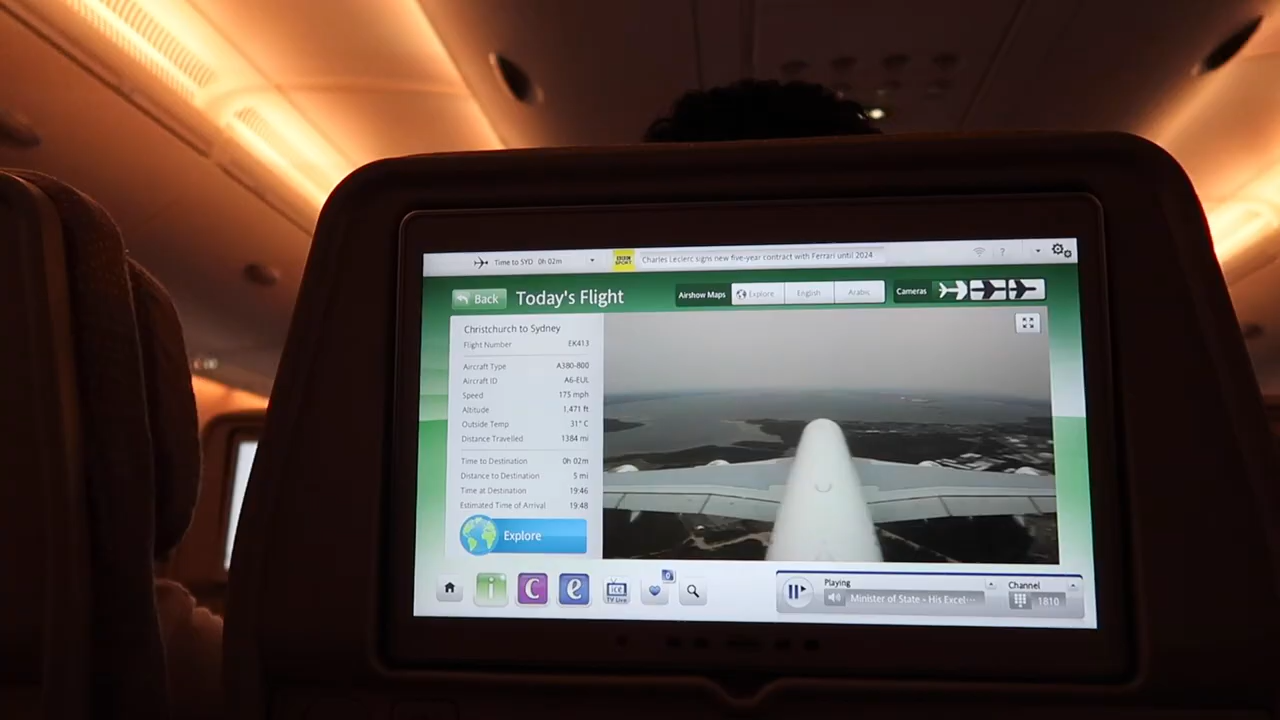 Time to SYD 0h 02m
BBC SPORT
Charles Leclerc signs new five-year contract with Ferrari until 2024
?
Back
Today's Flight
Airshow Maps
Explore
English
Arabic
Cameras
Christchurch to Sydney
Flight Number EK413
Aircraft Type A380-800
Aircraft ID A6-EUL
Speed 175 mph
Altitude 1,471 ft
Outside Temp 31° C
Distance Travelled 1384 mi
Time to Destination 0h 02m
Distance to Destination 5 mi
Time at Destination 19:46
Estimated Time of Arrival 19:48
Explore
i
C
e
ice
TV Live
0
Playing
Minister of State - His Excel...
Channel
1810